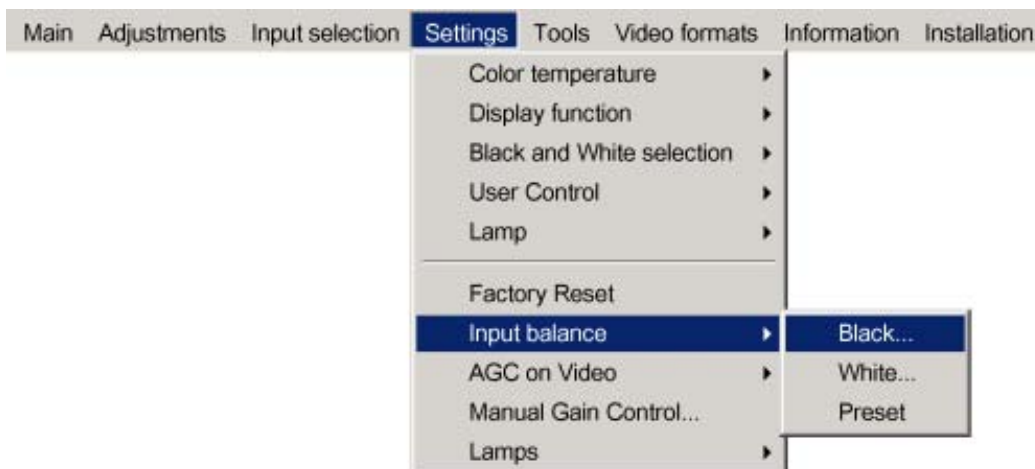 Main Adjustments Input selection Settings Tools Video formats Information Installation
Color temperature
Display function
Black and White selection
User Control
Lamp
Factory Reset
Input balance
Black...
AGC on Video
White...
Manual Gain Control...
Preset
Lamps